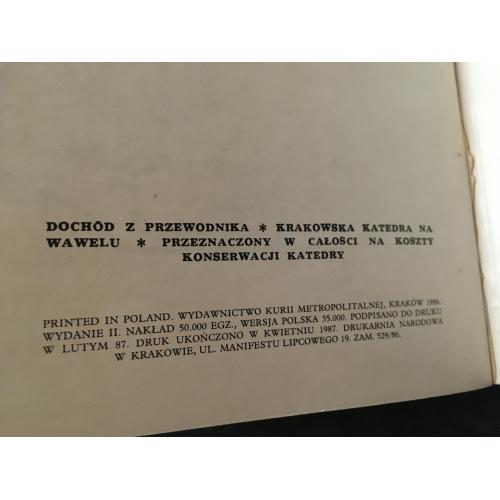 DOCHÓD Z PRZEWODNIKA * KRAKOWSKA KATEDRA NA
WAWELU * PRZEZNACZONY W CAŁOŚCI NA KOSZTY
KONSERWACJI KATEDRY
PRINTED IN POLAND. WYDAWNICTWO KURII METROPOLITALNEJ, KRAKÓW 1986.
WYDANIE II. NAKŁAD 50.000 EGZ., WERSJA POLSKA 35.000. PODPISANO DO DRUKU
W LUTYM 87. DRUK UKOŃCZONO W KWIETNIU 1987. DRUKARNIA NARODOWA
W KRAKOWIE, UL. MANIFESTU LIPCOWEGO 19. ZAM. 529/86.